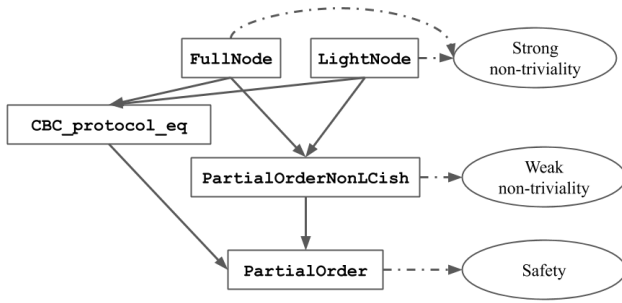 FullNode
LightNode
Strong
non-triviality
CBC_protocol_eq
PartialOrderNonLCish
Weak
non-triviality
PartialOrder
Safety